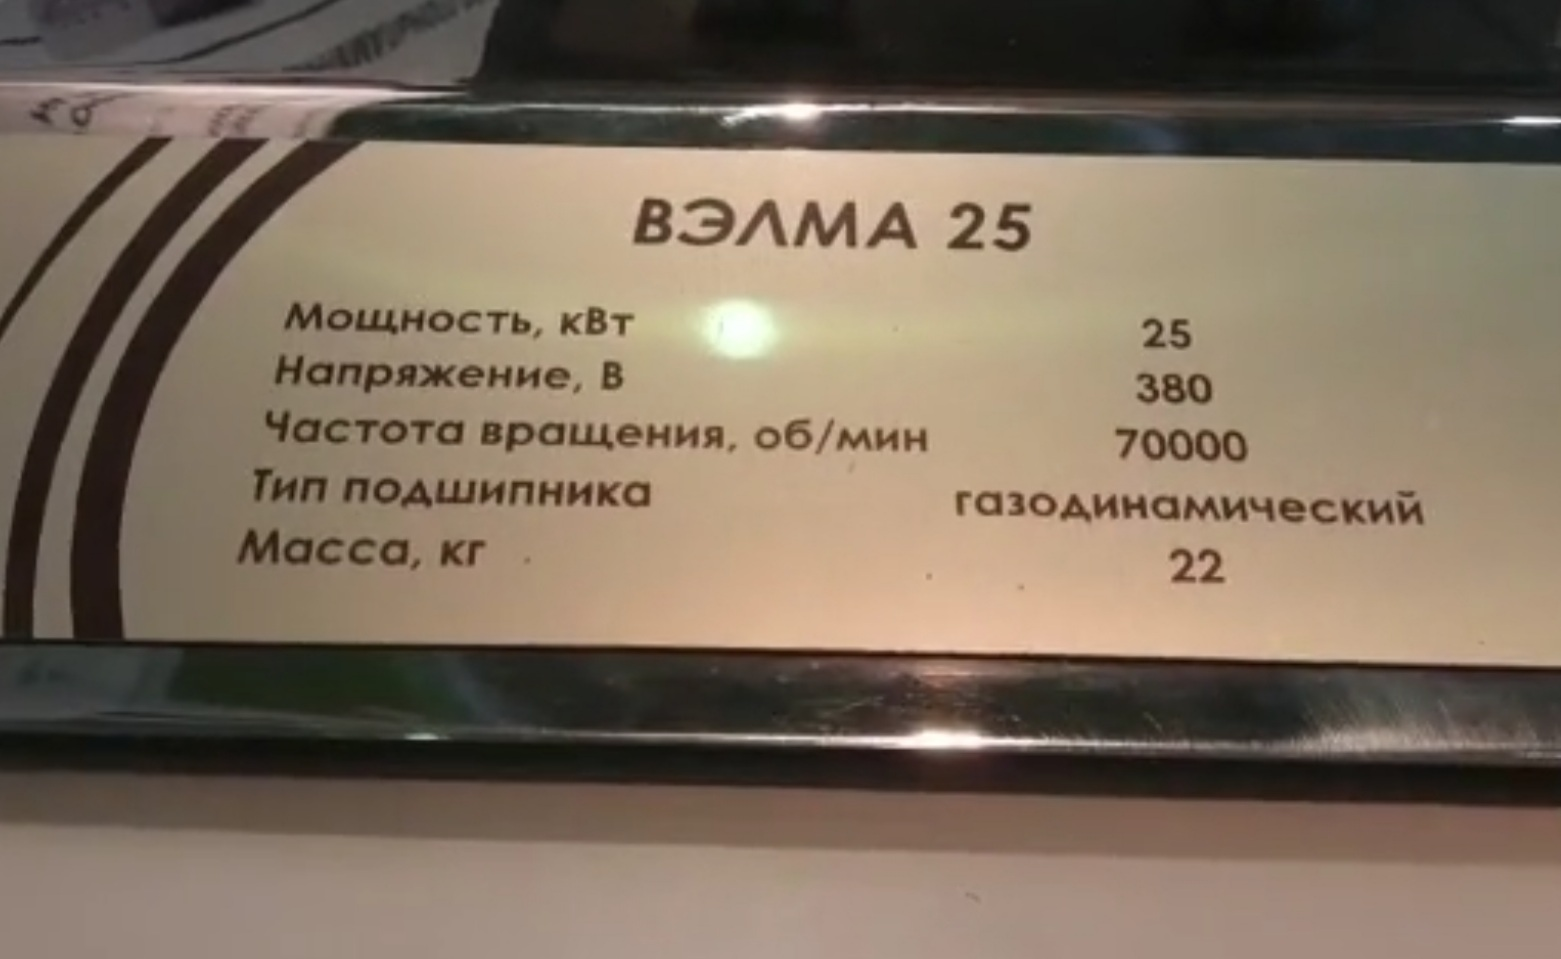 ВЭЛМА 25
Мощность, кВт 25
Напряжение, В 380
Частота вращения, об/мин 70000
Тип подшипника газодинамический
Масса, кг 22